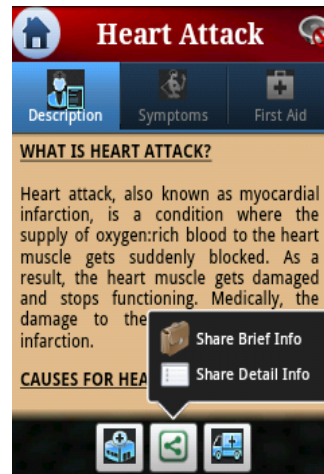 Heart Attack
Description
Symptoms
First Aid
WHAT IS HEART ATTACK?
Heart attack, also known as myocardial
infarction, is a condition where the
supply of oxygen:rich blood to the heart
muscle gets suddenly blocked. As a
result, the heart muscle gets damaged
and stops functioning. Medically, the
damage to the
infarction.
Share Brief Info
Share Detail Info
CAUSES FOR HEA